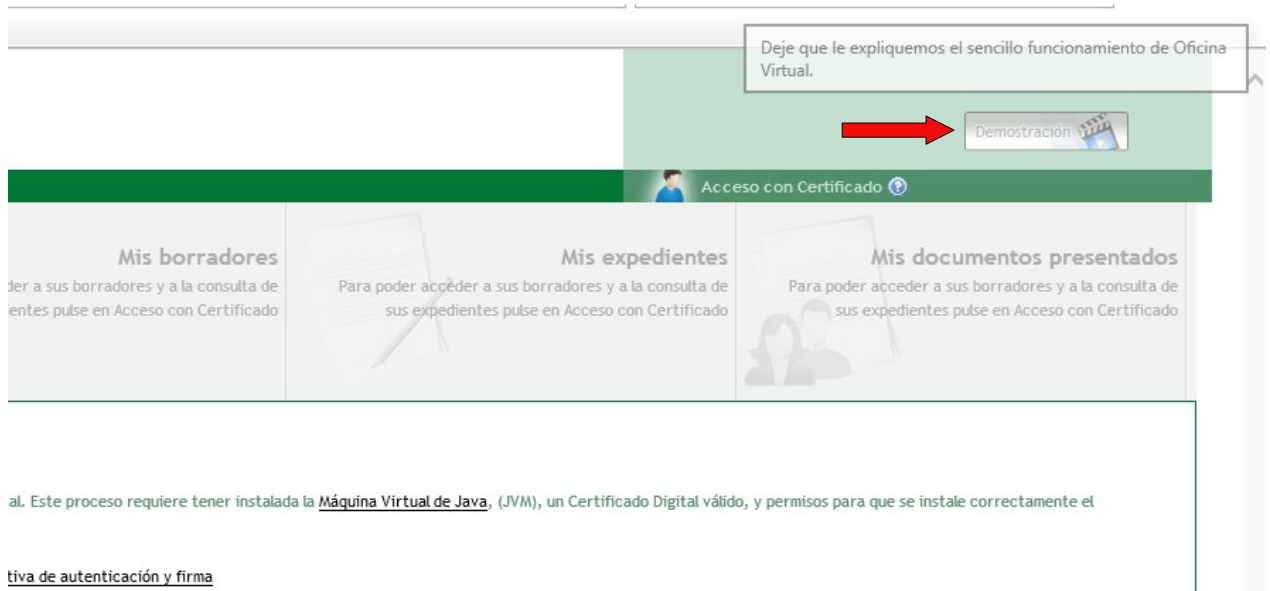 Deje que le expliquemos el sencillo funcionamiento de Oficina
Virtual.
Demostración
Acceso con Certificado
Mis borradores
a sus borradores y a la consulta de
pulse en Acceso con Certificado
Mis expedientes
Para poder acceder a sus borradores y a la consulta de
sus expedientes pulse en Acceso con Certificado
Mis documentos presentados
Para poder acceder a sus borradores y a la consulta de
sus expedientes pulse en Acceso con Certificado
al. Este proceso requiere tener instalada la Máquina Virtual de Java, (JVM), un Certificado Digital válido, y permisos para que se instale correctamente el
tiva de autenticación y firma